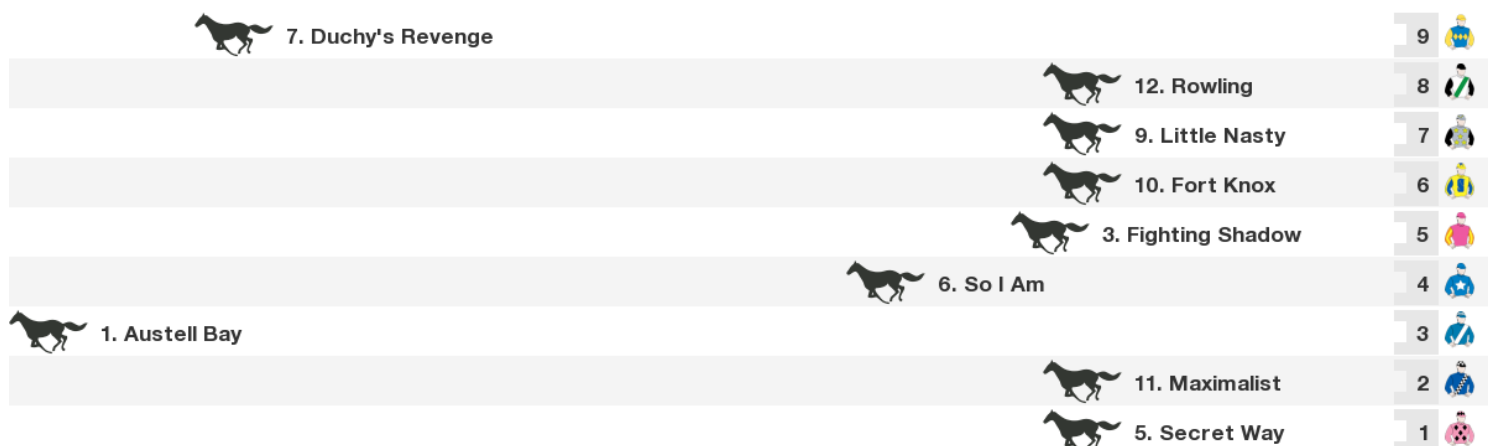 7. Duchy's Revenge 9
12. Rowling 8
9. Little Nasty 7
10. Fort Knox 6
3. Fighting Shadow 5
6. So I Am 4
1. Austell Bay 3
11. Maximalist 2
5. Secret Way 1